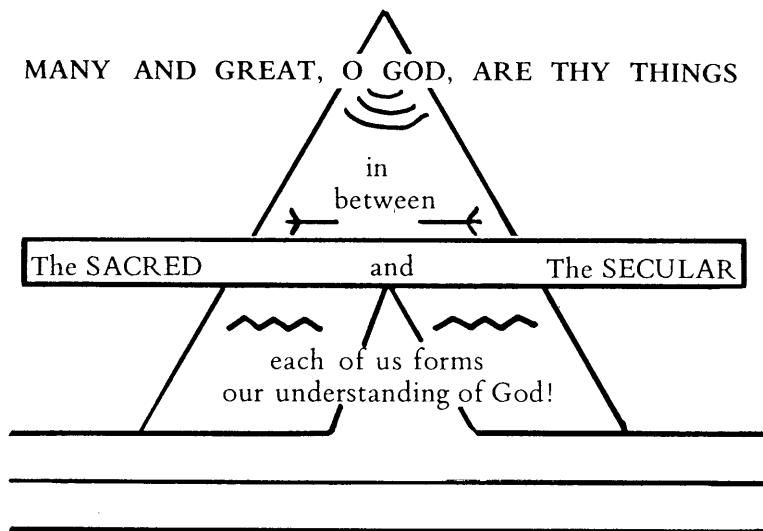 MANY AND GREAT, O GOD, ARE THY THINGS
in
between
The SACRED and The SECULAR
each of us forms
our understanding of God!